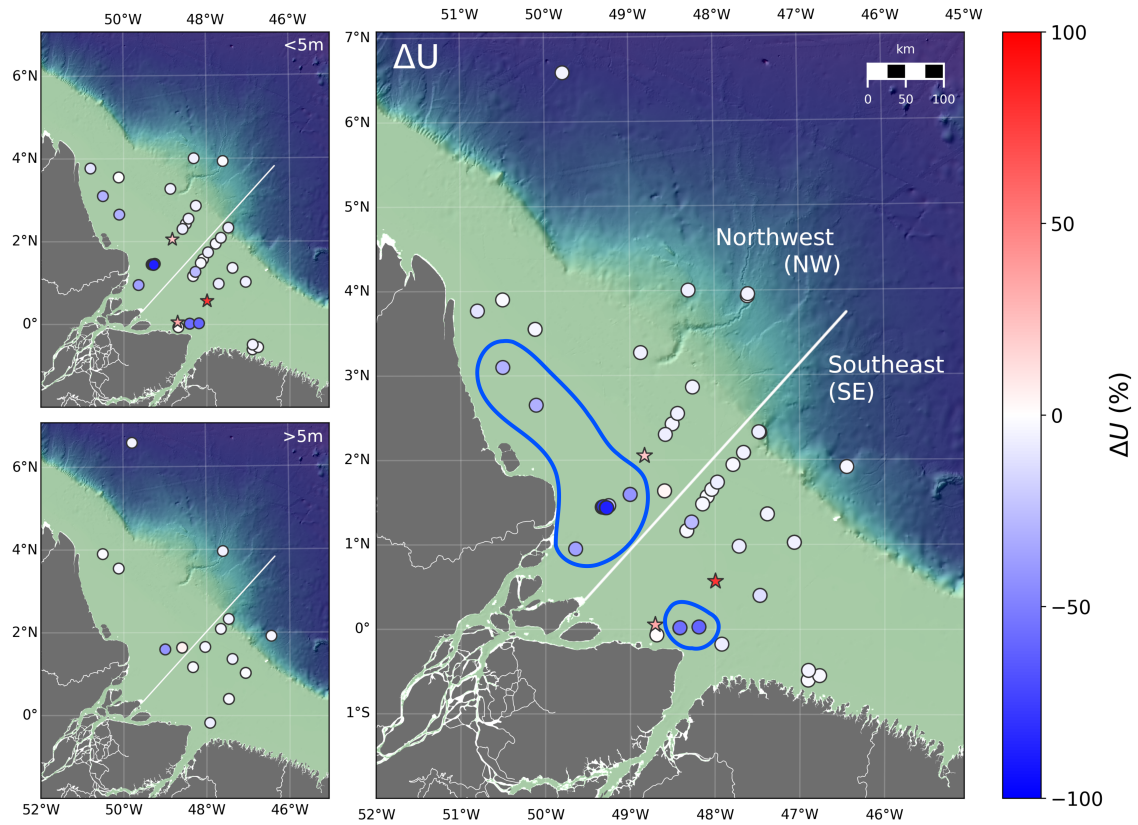 50°W 48°W 46°W
<5m
6°N
4°N
2°N
0°
>5m
6°N
4°N
2°N
0°
52°W 50°W 48°W 46°W
51°W 50°W 49°W 48°W 47°W 46°W 45°W
7°N
6°N
5°N
4°N
3°N
2°N
1°N
0°
1°S
52°W 51°W 50°W 49°W 48°W 47°W 46°W
ΔU
km
0 50 100
Northwest
(NW)
Southeast
(SE)
100
50
0
−50
−100
ΔU (%)